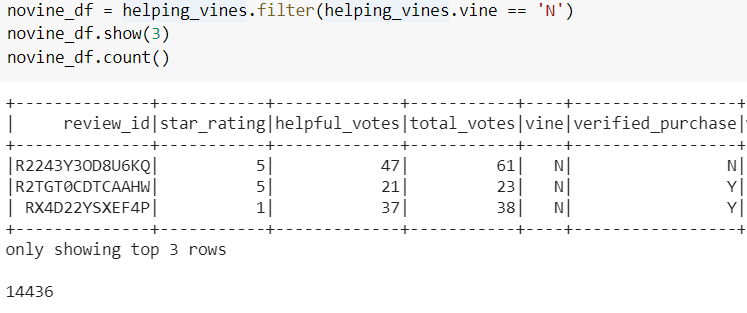 novine_df = helping_vines.filter(helping_vines.vine == 'N')
novine_df.show(3)
novine_df.count()
+--------------+-----------+-------------+-----------+----+-----------------+
|     review_id|star_rating|helpful_votes|total_votes|vine|verified_purchase|
+--------------+-----------+-------------+-----------+----+-----------------+
|R2243Y3OD8U6KQ|          5|           47|         61|   N|                N|
|R2TGT0CDTCAAHW|          5|           21|         23|   N|                Y|
| RX4D22YSXEF4P|          1|           37|         38|   N|                Y|
+--------------+-----------+-------------+-----------+----+-----------------+
only showing top 3 rows
14436